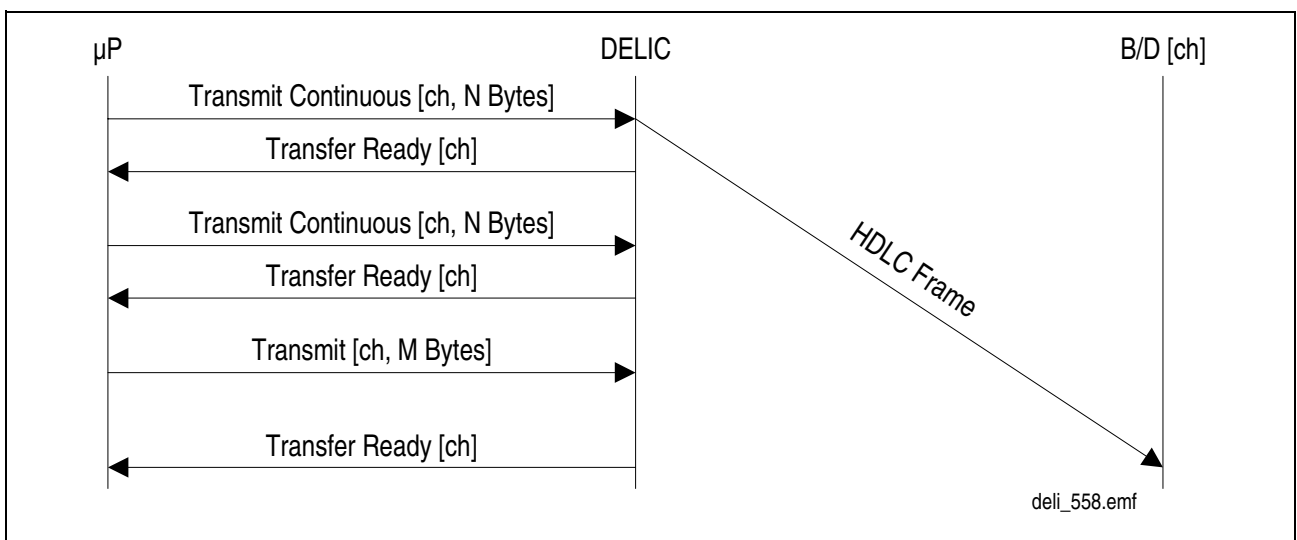 µP DELIC B/D [ch]
Transmit Continuous [ch, N Bytes]
Transfer Ready [ch]
Transmit Continuous [ch, N Bytes]
HDLC Frame
Transfer Ready [ch]
Transmit [ch, M Bytes]
Transfer Ready [ch]
deli_558.emf